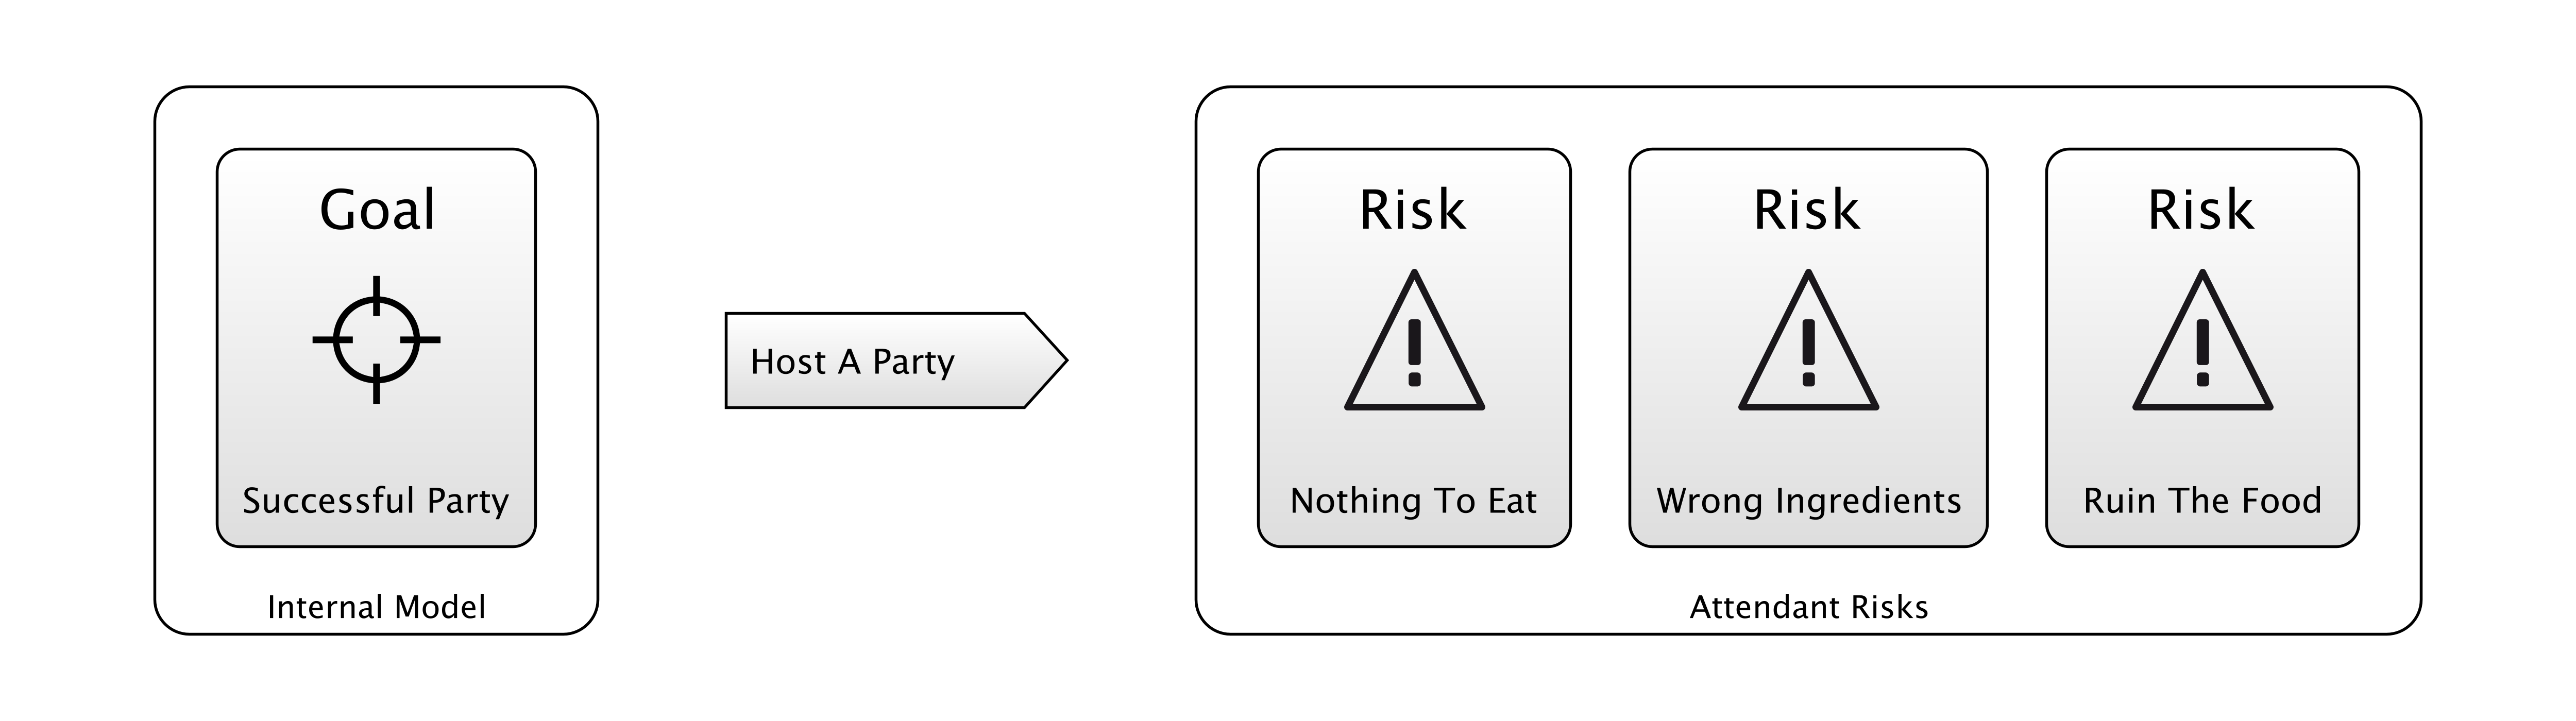 Goal
Successful Party
Internal Model
Host A Party
Risk
Nothing To Eat
Risk
Wrong Ingredients
Risk
Ruin The Food
Attendant Risks